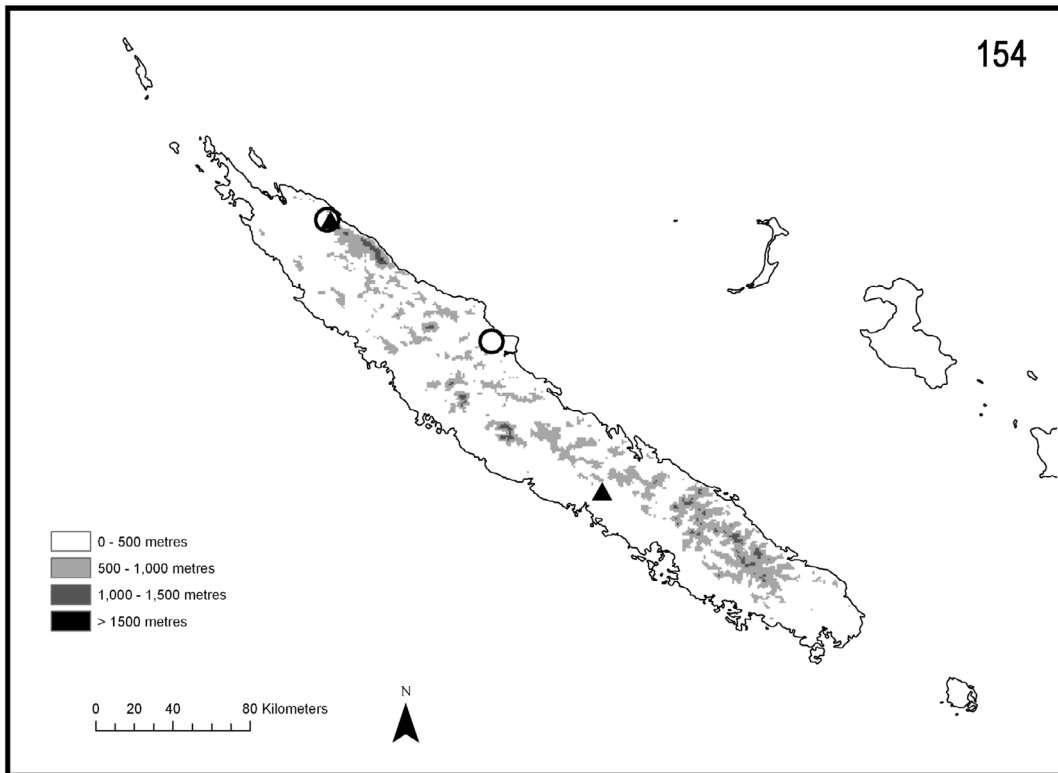 154
0 - 500 metres
500 - 1,000 metres
1,000 - 1,500 metres
> 1500 metres
N
0 20 40 80 Kilometers